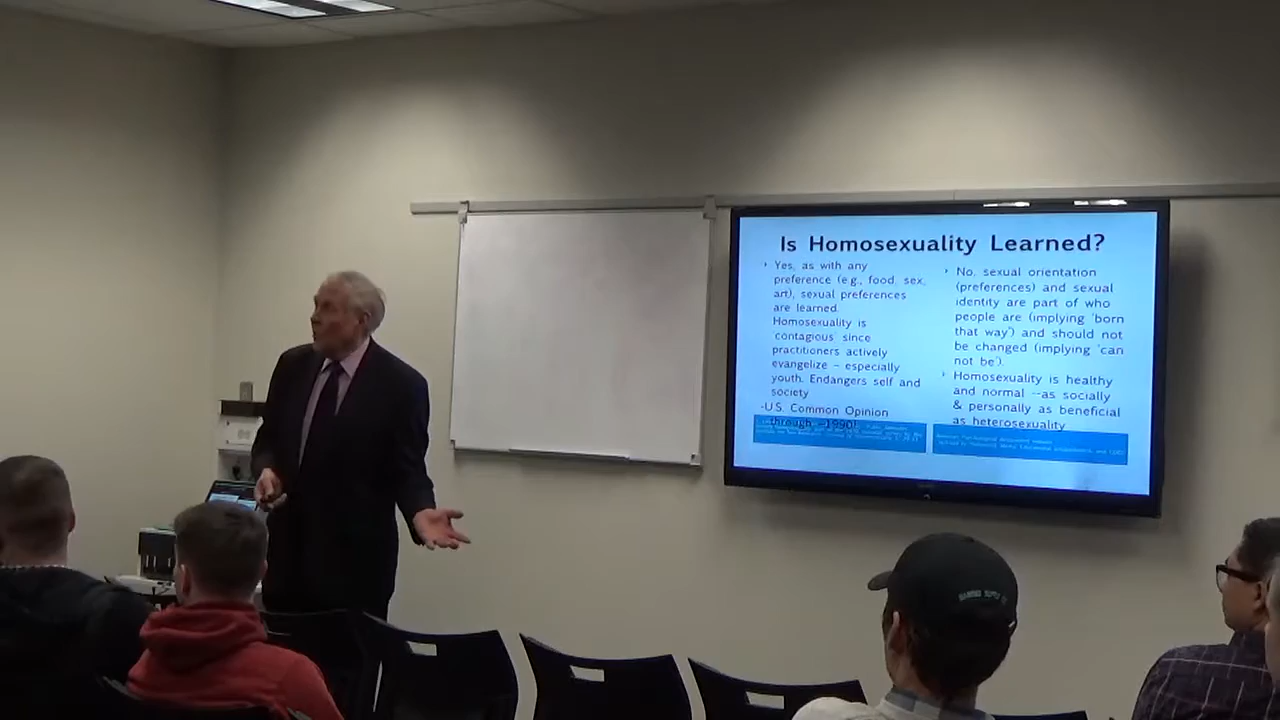 Is Homosexuality Learned?
Yes, as with any
preference (e.g., food, sex,
art), sexual preferences
are learned.
Homosexuality is
'contagious' since
practitioners actively
evangelize – especially
youth. Endangers self and
society
-U.S. Common Opinion
through ~1990!
No, sexual orientation
(preferences) and sexual
identity are part of who
people are (implying 'born
that way') and should not
be changed (implying 'can
not be').
Homosexuality is healthy
and normal --as socially
& personally as beneficial
as heterosexuality